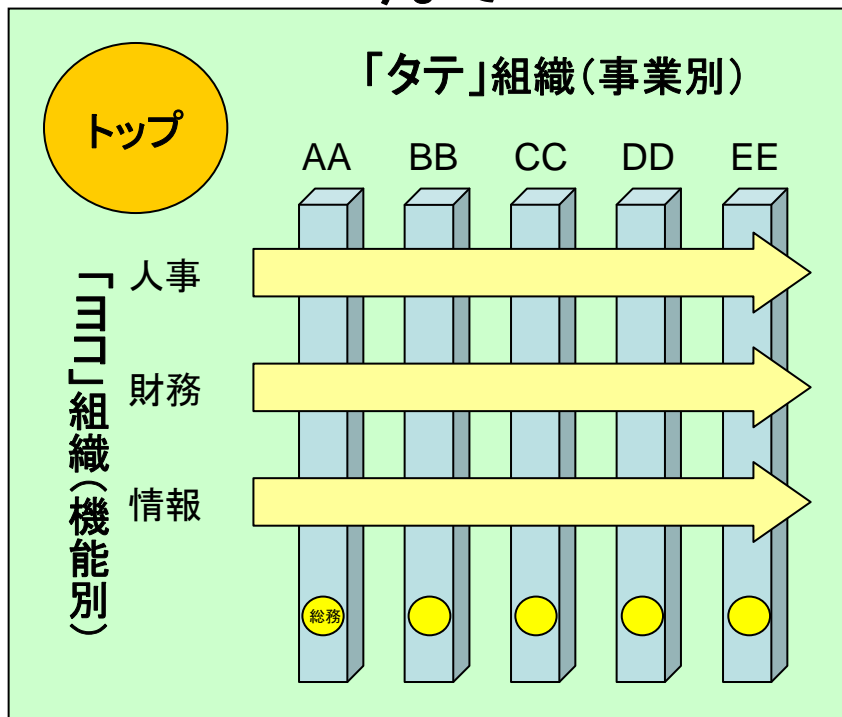 「タテ」組織(事業別)
トップ
AA BB CC DD EE
「ヨコ」組織(機能別)
人事
財務
情報
総務